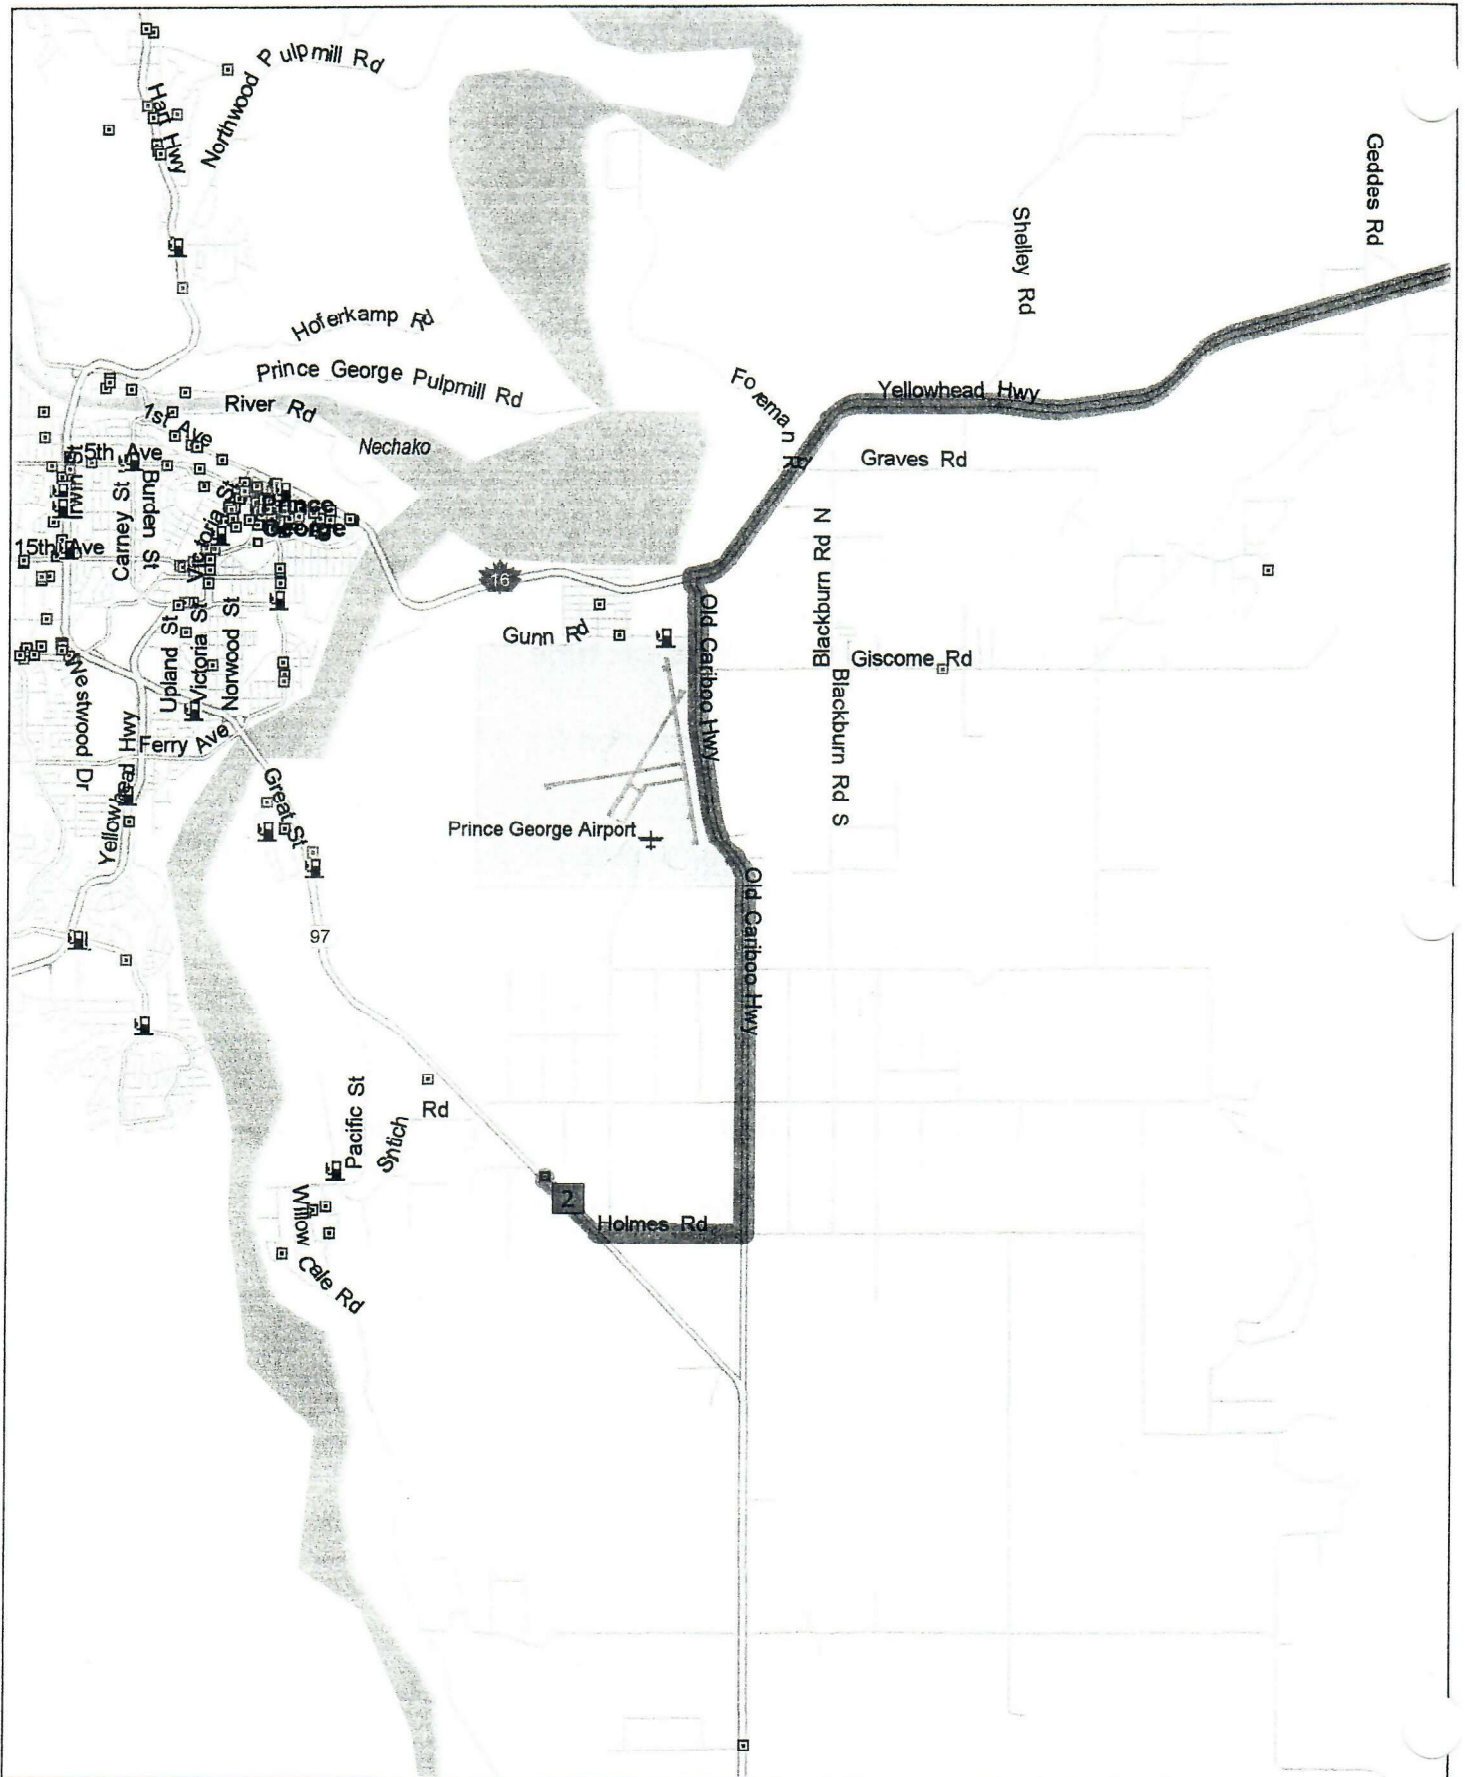 Northwood Pulpmill Rd
Hart Hwy
Geddes Rd
Shelley Rd
Hoferkamp Rd
Prince George Pulpmill Rd
Foreman Rd
Yellowhead Hwy
River Rd
1st Ave
Nechako
5th Ave
Graves Rd
Irwin St
Carney St
Burden St
Victoria St
Prince
George
15th Ave
16
Blackburn Rd N
Old Cariboo Hwy
Gunn Rd
Giscome Rd
Upland St
Victoria St
Norwood St
Westwood Dr
Blackburn Rd S
Ferry Ave
Yellowhead Hwy
Great St
Prince George Airport
Old Cariboo Hwy
97
Pacific St
Sntich Rd
2
Willow Cale Rd
Holmes Rd